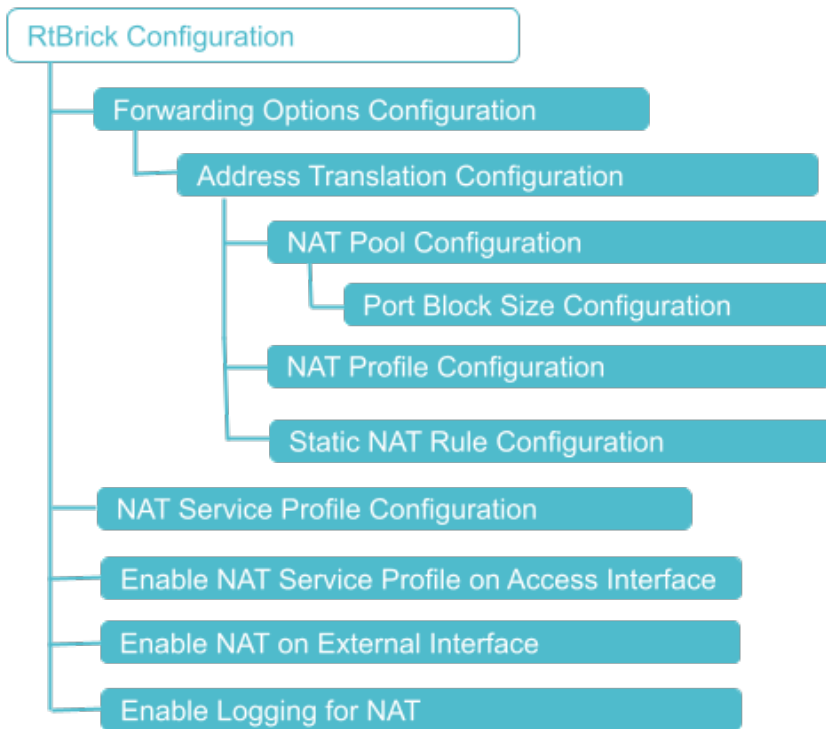 RtBrick Configuration
Forwarding Options Configuration
Address Translation Configuration
NAT Pool Configuration
Port Block Size Configuration
NAT Profile Configuration
Static NAT Rule Configuration
NAT Service Profile Configuration
Enable NAT Service Profile on Access Interface
Enable NAT on External Interface
Enable Logging for NAT